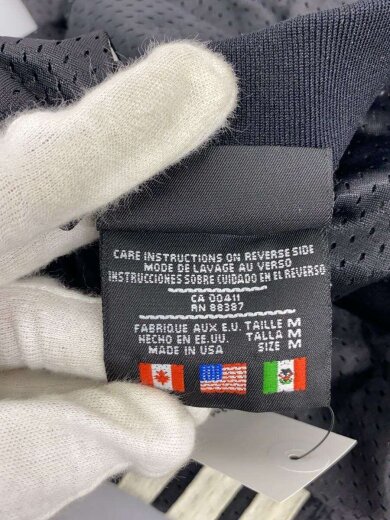 CARE INSTRUCTIONS ON REVERSE SIDE
MODE DE LAVAGE AU VERSO
INSTRUCCIONES SOBRE CUIDADO EN EL REVERSO
CA 00411
RN 88387
FABRIQUE AUX E.U. TAILLE M
HECHO EN EE.UU. TALLA M
MADE IN USA SIZE M